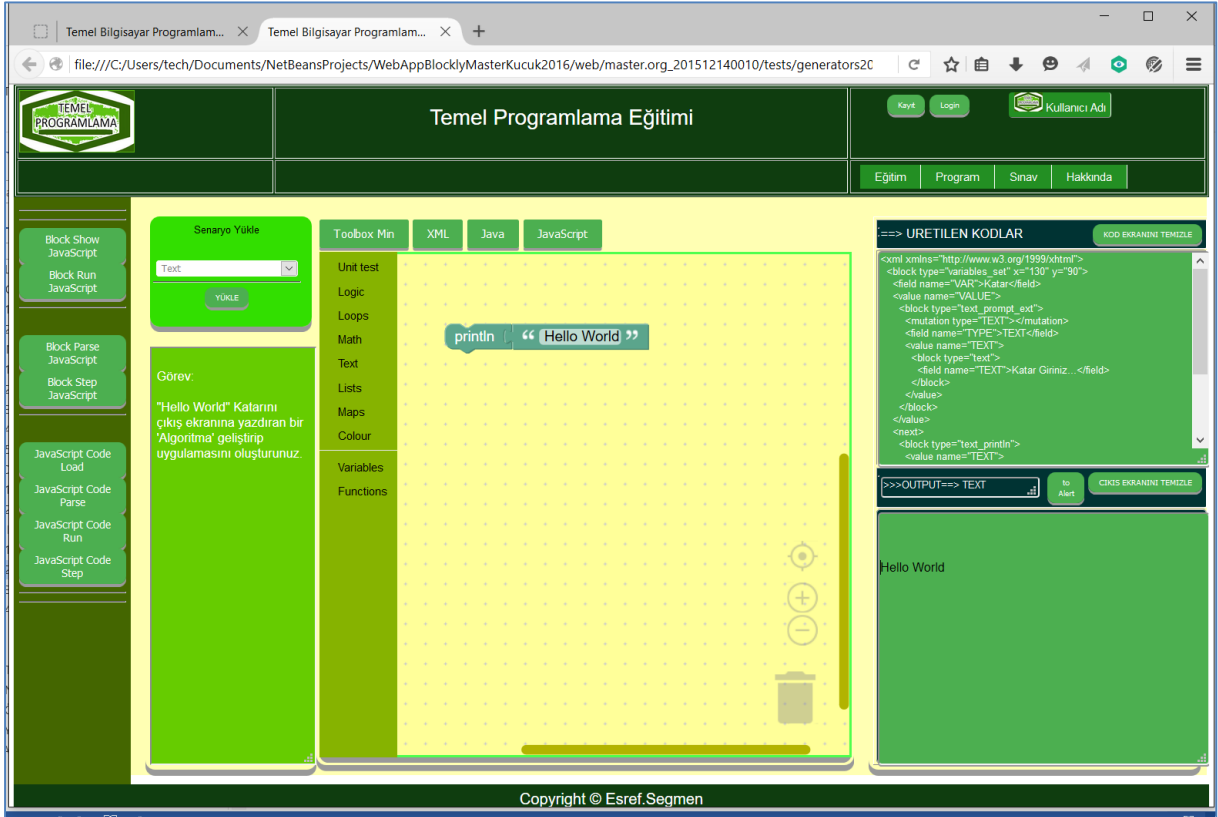 Temel Bilgisayar Programlam...
Temel Bilgisayar Programlam...
file:///C:/Users/tech/Documents/NetBeansProjects/WebAppBlocklyMasterKucuk2016/web/master.org_201512140010/tests/generators20
TEMEL
PROGRAMLAMA
Temel Programlama Eğitimi
Kayıt
Login
Kullanıcı Adı
Eğitim
Program
Sınav
Hakkında
Block Show
JavaScript
Block Run
JavaScript
Block Parse
JavaScript
Block Step
JavaScript
JavaScript Code
Load
JavaScript Code
Parse
JavaScript Code
Run
JavaScript Code
Step
Senaryo Yükle
Text
YÜKLE
Görev:
"Hello World" Katarını
çıkış ekranına yazdıran bir
'Algoritma' geliştirip
uygulamasını oluşturunuz.
Toolbox Min
XML
Java
JavaScript
Unit test
Logic
Loops
Math
Text
Lists
Maps
Colour
Variables
Functions
println “ Hello World ”
:==> URETILEN KODLAR
KOD EKRANINI TEMIZLE
<xml xmlns="http://www.w3.org/1999/xhtml">
<block type="variables_set" x="130" y="90">
<field name="VAR">Katar</field>
<value name="VALUE">
<block type="text_prompt_ext">
<mutation type="TEXT"></mutation>
<field name="TYPE">TEXT</field>
<value name="TEXT">
<block type="text">
<field name="TEXT">Katar Giriniz...</field>
</block>
</value>
</block>
</value>
<next>
<block type="text_println">
<value name="TEXT">
>>>OUTPUT==> TEXT
to
Alert
CIKIS EKRANINI TEMIZLE
Hello World
Copyright © Esref.Segmen